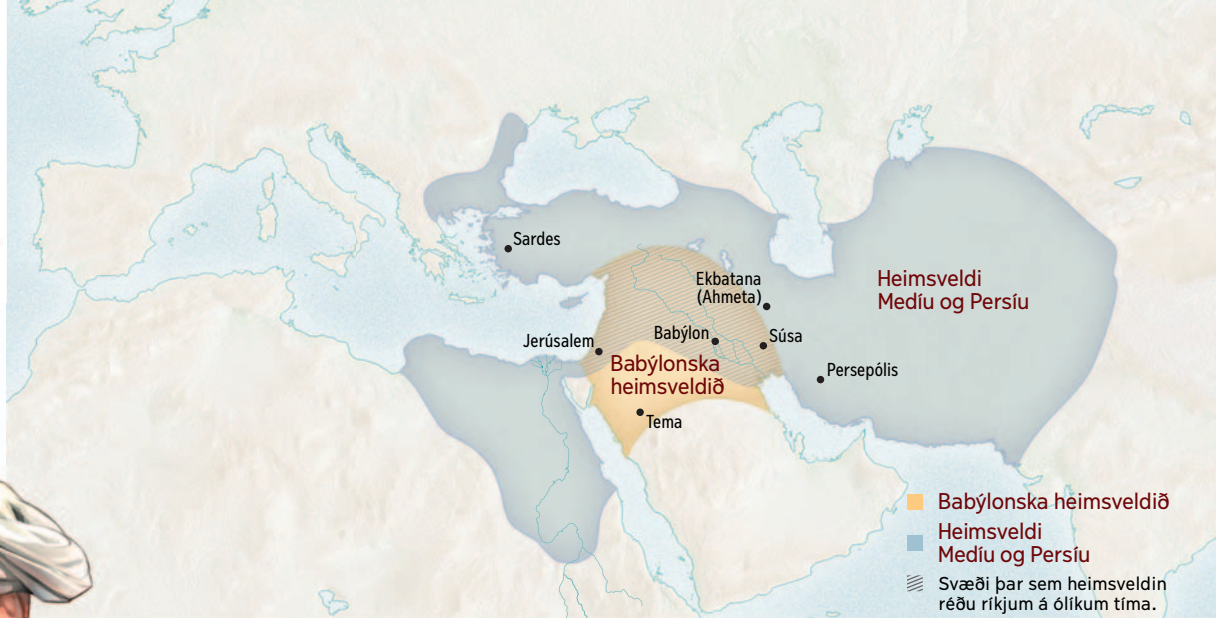 Sardes
Ekbatana
(Ahmeta)
Heimsveldi
Medíu og Persíu
Jerúsalem
Babýlon
Súsa
Babýlonska
heimsveldið
Persepólis
Tema
Babýlonska heimsveldið
Heimsveldi
Medíu og Persíu
Svæði þar sem heimsveldin
réðu ríkjum á ólíkum tíma.